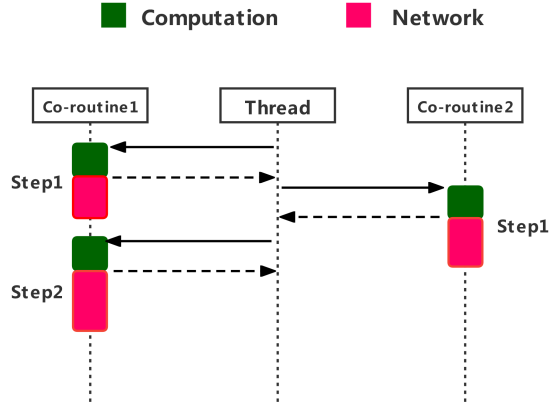 Computation
Network
Co-routine1
Thread
Co-routine2
Step1
Step1
Step2